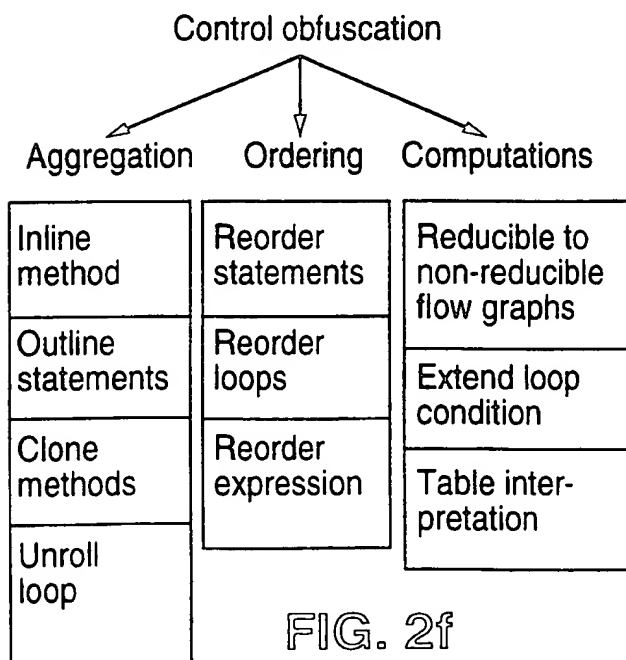 Control obfuscation
Aggregation
Ordering
Computations
Inline
method
Outline
statements
Clone
methods
Unroll
loop
Reorder
statements
Reorder
loops
Reorder
expression
Reducible to
non-reducible
flow graphs
Extend loop
condition
Table inter-
pretation
FIG. 2f